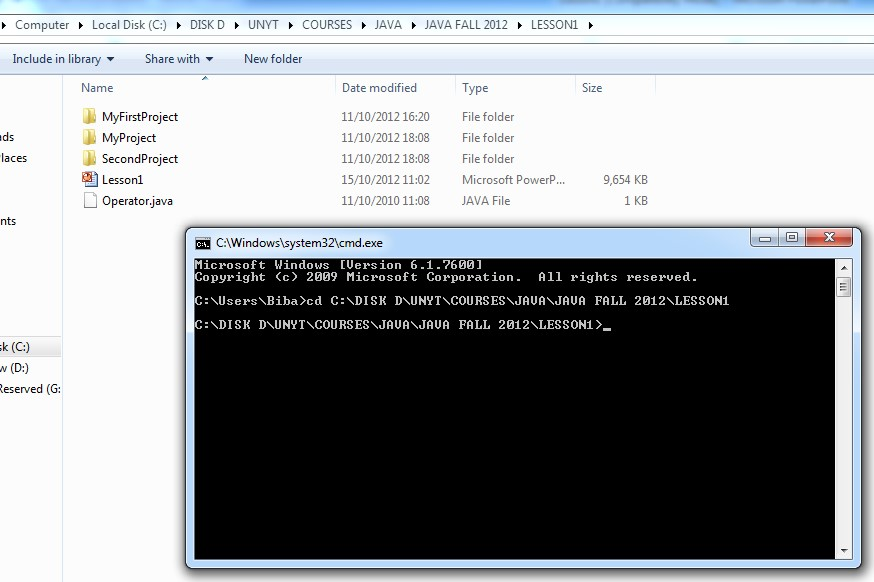 Computer Local Disk (C:) DISK D UNYT COURSES JAVA JAVA FALL 2012 LESSON1
Include in library Share with New folder
Name Date modified Type Size
MyFirstProject 11/10/2012 16:20 File folder
ds MyProject 11/10/2012 18:08 File folder
laces SecondProject 11/10/2012 18:08 File folder
Lesson1 15/10/2012 11:02 Microsoft PowerP... 9,654 KB
Operator.java 11/10/2010 11:08 JAVA File 1 KB
nts
C:\Windows\system32\cmd.exe
Microsoft Windows [Version 6.1.7600]
Copyright (c) 2009 Microsoft Corporation. All rights reserved.
C:\Users\Biba>cd C:\DISK D\UNYT\COURSES\JAVA\JAVA FALL 2012\LESSON1
C:\DISK D\UNYT\COURSES\JAVA\JAVA FALL 2012\LESSON1>_
sk (C:)
w (D:)
Reserved (G: